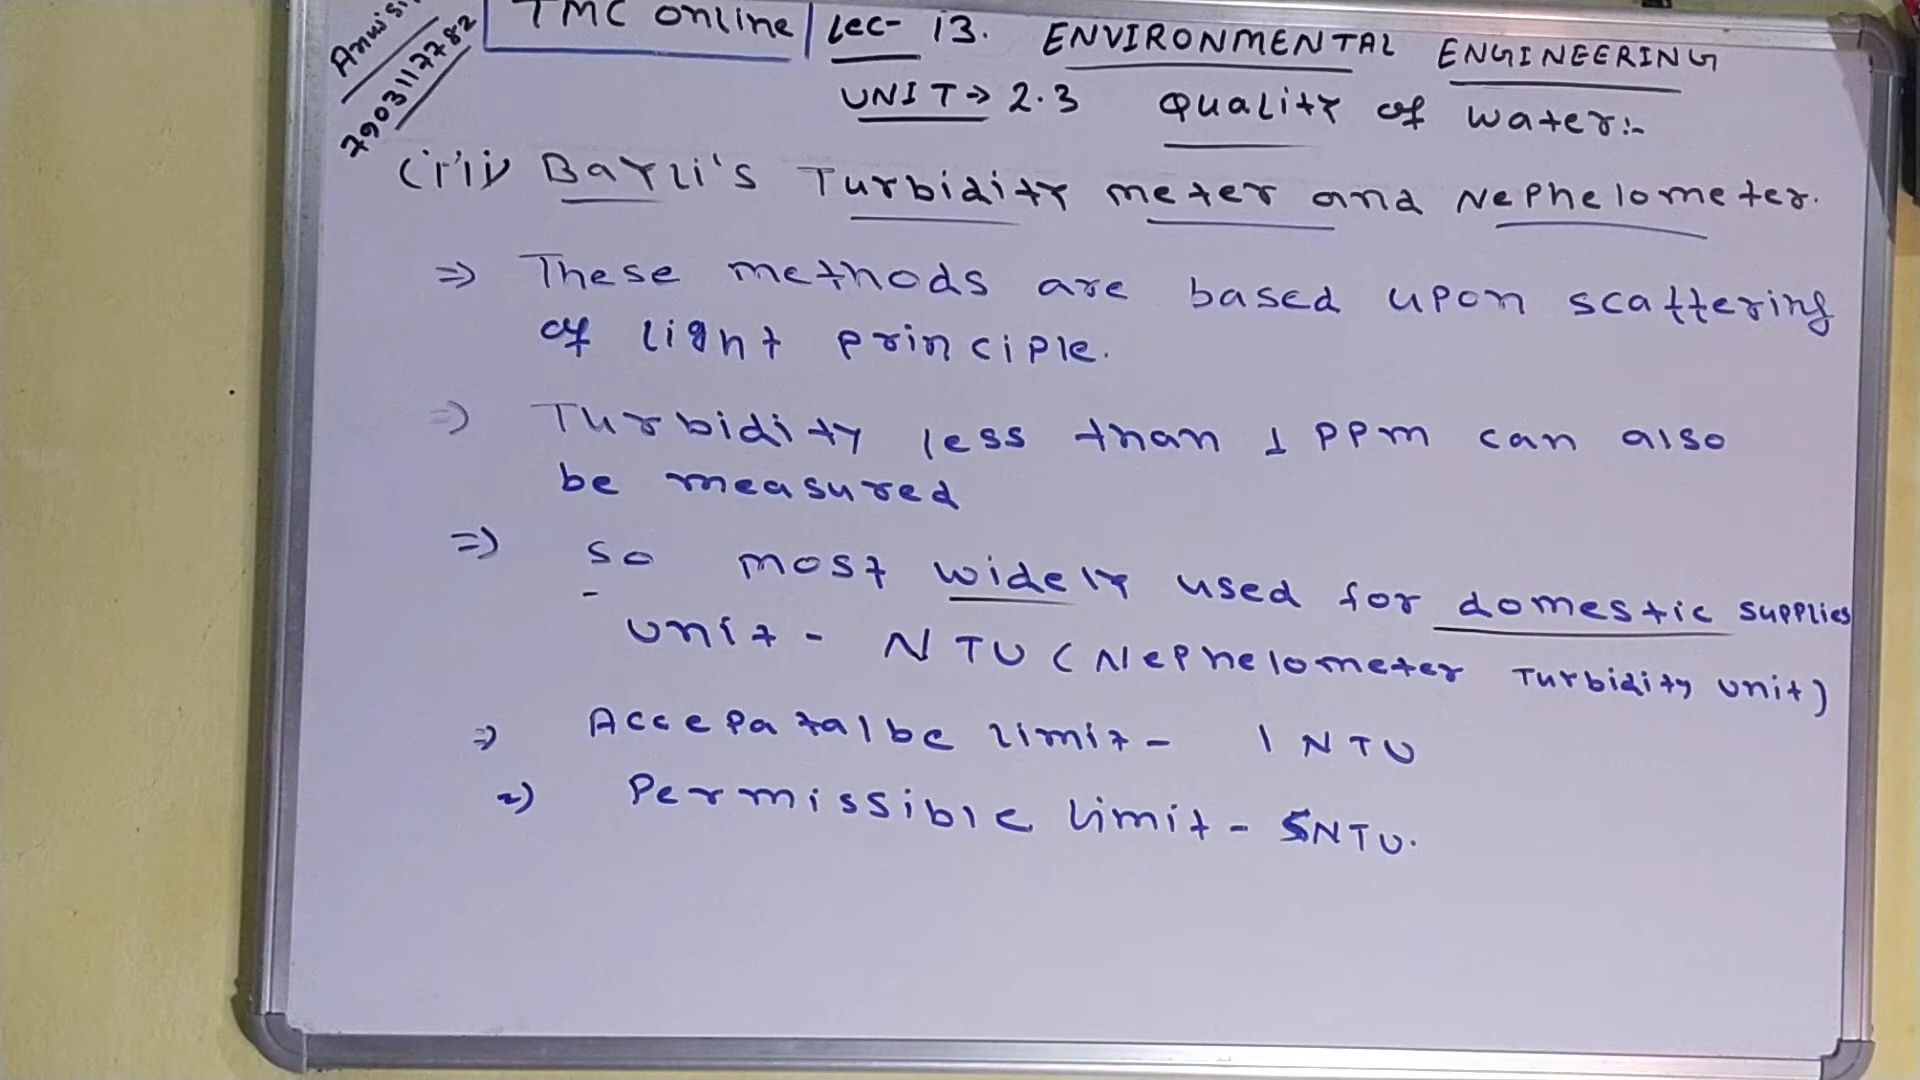 TMC online | Lec- 13. ENVIRONMENTAL ENGINEERING
7903117782
UNIT → 2.3 Quality of water:-
(iii) Bayli's Turbidity meter and Nephelometer.
⇒ These methods are based upon scattering
of light principle.
⇒ Turbidity less than 1 PPm can also
be measured
⇒ so most widely used for domestic supplies
- unit - NTU (Nephelometer Turbidity unit)
⇒ Accepatalbe limit - 1 NTU
⇒ Permissible limit - 5NTU.